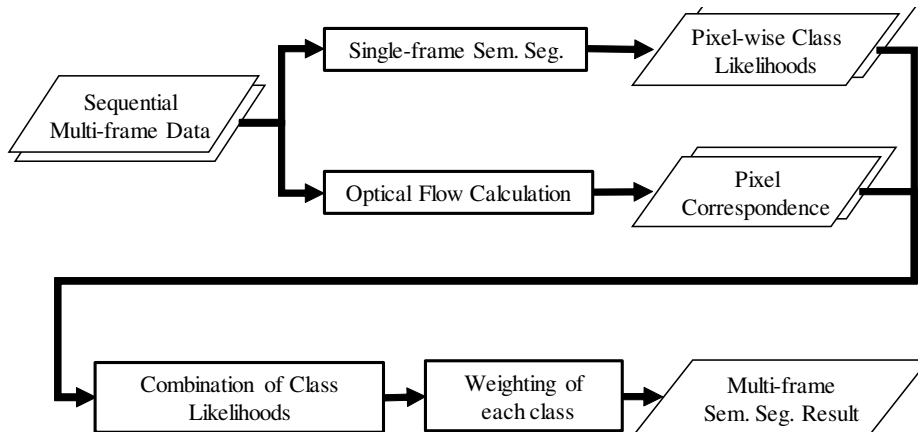 Single-frame Sem. Seg.
Pixel-wise Class
Likelihoods
Sequential
Multi-frame Data
Optical Flow Calculation
Pixel
Correspondence
Combination of Class
Likelihoods
Weighting of
each class
Multi-frame
Sem. Seg. Result